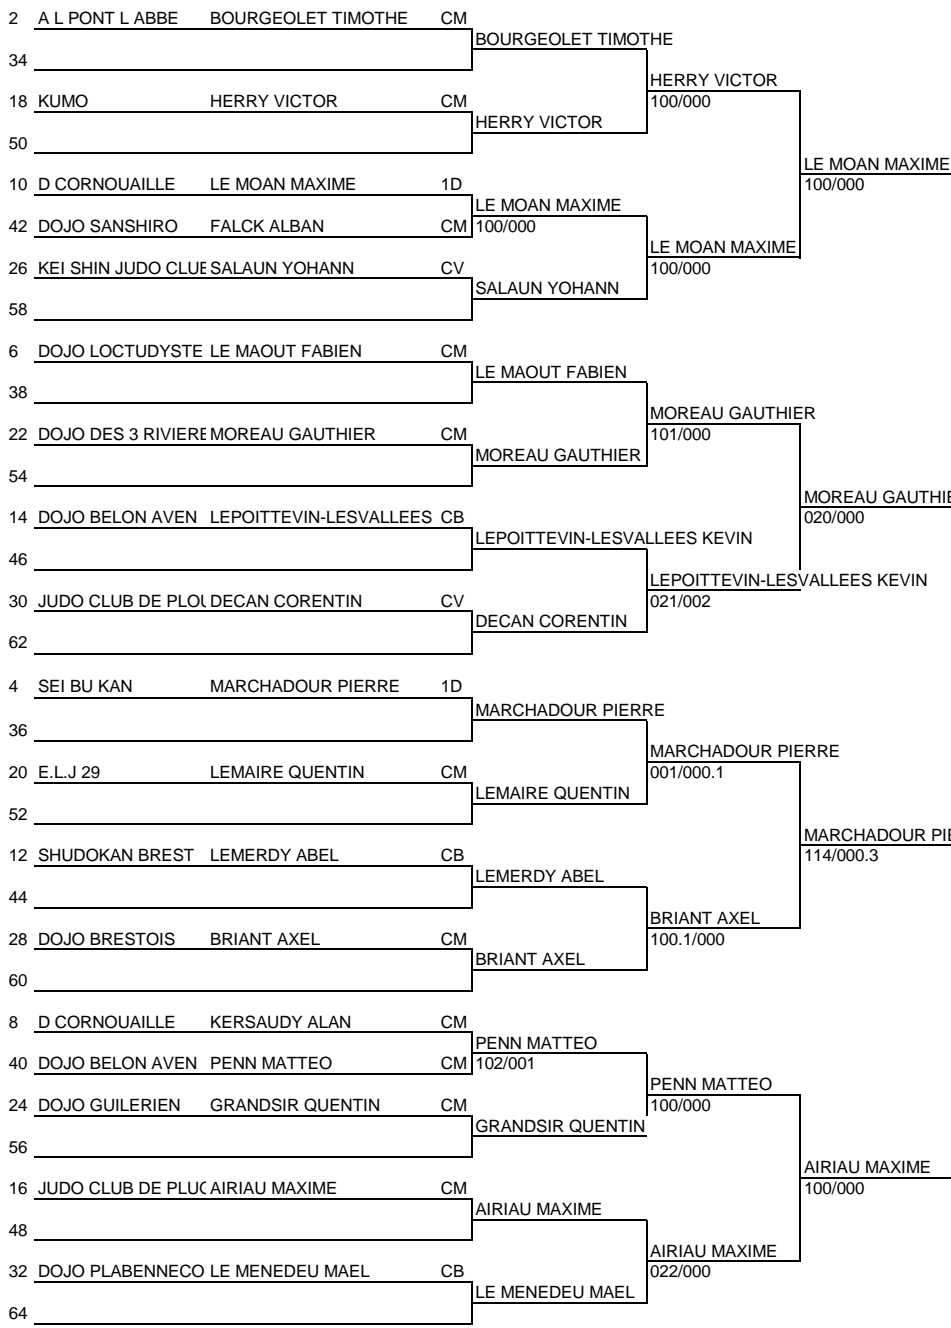 2 A L PONT L ABBE BOURGEOLET TIMOTHE CM
BOURGEOLET TIMOTHE
34
HERRY VICTOR
18 KUMO HERRY VICTOR CM
100/000
HERRY VICTOR
50
LE MOAN MAXIME
10 D CORNOUAILLE LE MOAN MAXIME 1D
100/000
LE MOAN MAXIME
42 DOJO SANSHIRO FALCK ALBAN CM
100/000
LE MOAN MAXIME
26 KEI SHIN JUDO CLUB SALAUN YOHANN CV
100/000
SALAUN YOHANN
58
6 DOJO LOCTUDYSTE LE MAOUT FABIEN CM
LE MAOUT FABIEN
38
MOREAU GAUTHIER
22 DOJO DES 3 RIVIERE MOREAU GAUTHIER CM
101/000
MOREAU GAUTHIER
54
MOREAU GAUTHIE
14 DOJO BELON AVEN LEPOITTEVIN-LESVALLEES CB
020/000
LEPOITTEVIN-LESVALLEES KEVIN
46
LEPOITTEVIN-LESVALLEES KEVIN
30 JUDO CLUB DE PLOU DECAN CORENTIN CV
021/002
DECAN CORENTIN
62
4 SEI BU KAN MARCHADOUR PIERRE 1D
MARCHADOUR PIERRE
36
MARCHADOUR PIERRE
20 E.L.J 29 LEMAIRE QUENTIN CM
001/000.1
LEMAIRE QUENTIN
52
MARCHADOUR PIE
12 SHUDOKAN BREST LEMERDY ABEL CB
114/000.3
LEMERDY ABEL
44
BRIANT AXEL
28 DOJO BRESTOIS BRIANT AXEL CM
100.1/000
BRIANT AXEL
60
8 D CORNOUAILLE KERSAUDY ALAN CM
PENN MATTEO
40 DOJO BELON AVEN PENN MATTEO CM
102/001
PENN MATTEO
24 DOJO GUILERIEN GRANDSIR QUENTIN CM
100/000
GRANDSIR QUENTIN
56
AIRIAU MAXIME
16 JUDO CLUB DE PLUG AIRIAU MAXIME CM
100/000
AIRIAU MAXIME
48
AIRIAU MAXIME
32 DOJO PLABENNECO LE MENEDEU MAEL CB
022/000
LE MENEDEU MAEL
64